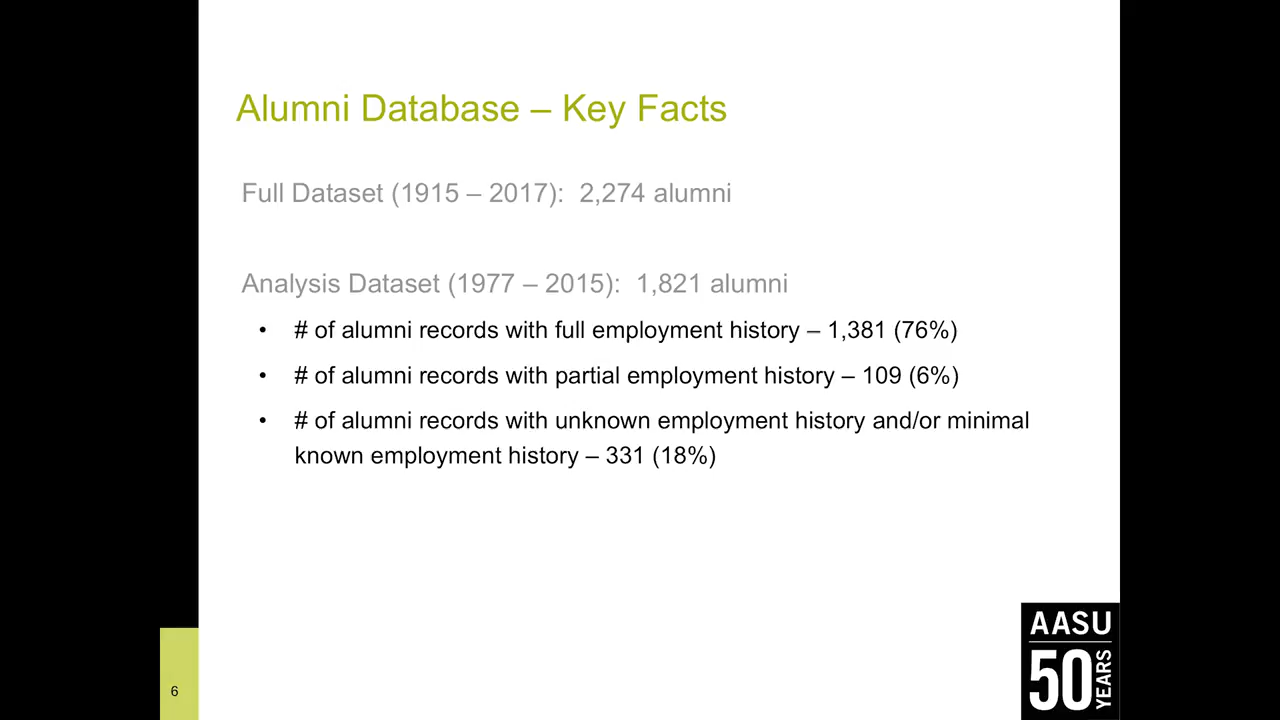 Alumni Database – Key Facts
Full Dataset (1915 – 2017):  2,274 alumni
Analysis Dataset (1977 – 2015):  1,821 alumni
• # of alumni records with full employment history – 1,381 (76%)
• # of alumni records with partial employment history – 109 (6%)
• # of alumni records with unknown employment history and/or minimal
known employment history – 331 (18%)
AASU
50 YEARS
6